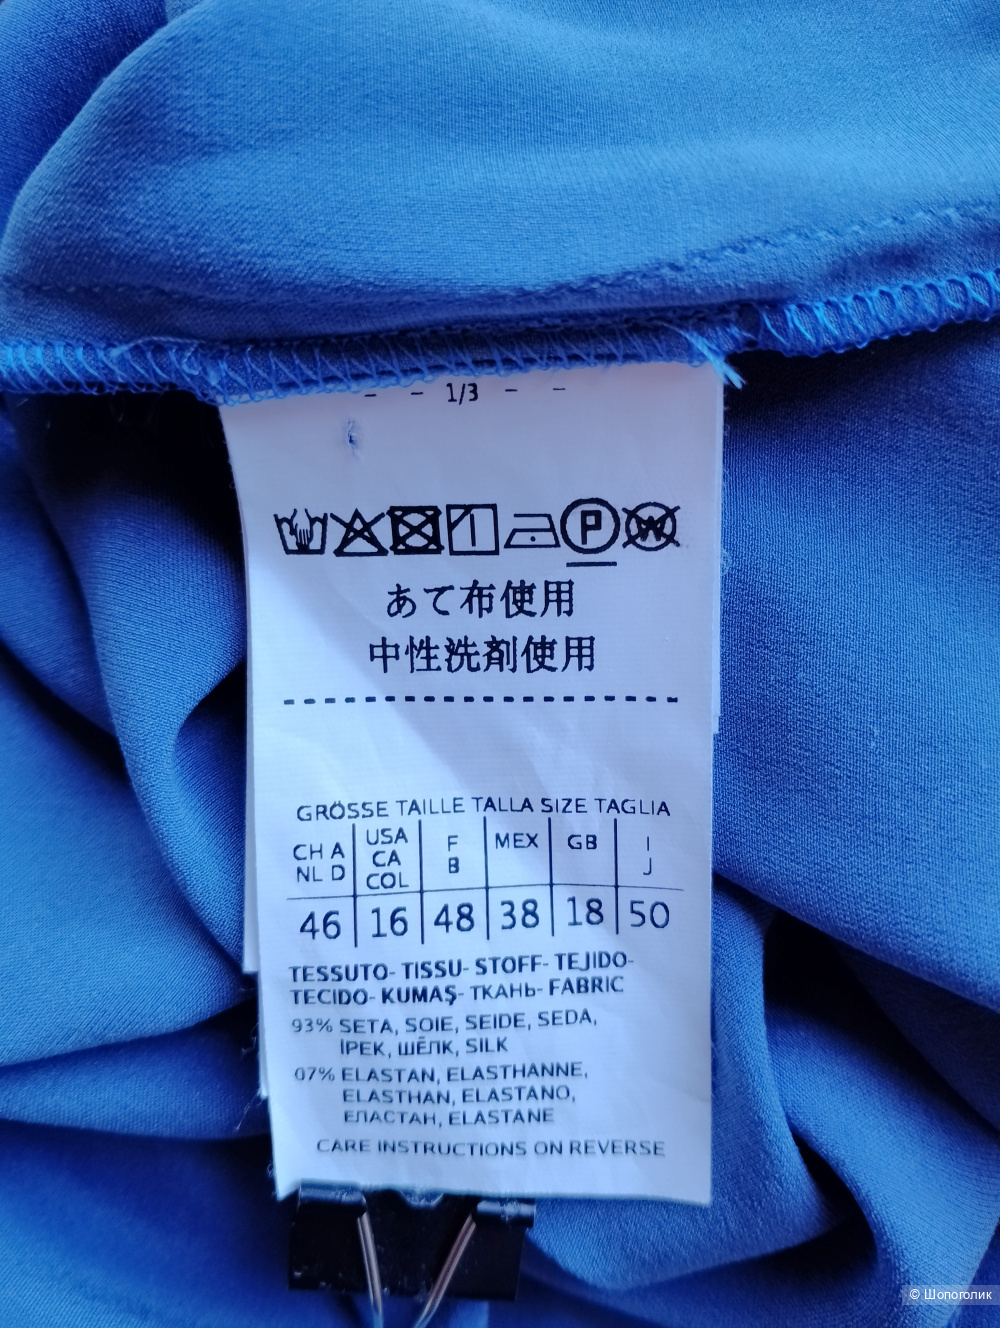 - - 1/3 - -
P W
あて布使用
中性洗剤使用
GRÖSSE TAILLE TALLA SIZE TAGLIA
CH A NL D USA CA COL F B MEX GB I J
46 16 48 38 18 50
TESSUTO- TISSU- STOFF- TEJIDO-
TECIDO- KUMAŞ- ТКАНЬ- FABRIC
93% SETA, SOIE, SEIDE, SEDA,
İPEK, ШЁЛК, SILK
07% ELASTAN, ELASTHANNE,
ELASTHAN, ELASTANO,
ЕЛАСТАН, ELASTANE
CARE INSTRUCTIONS ON REVERSE
© Шопоголик